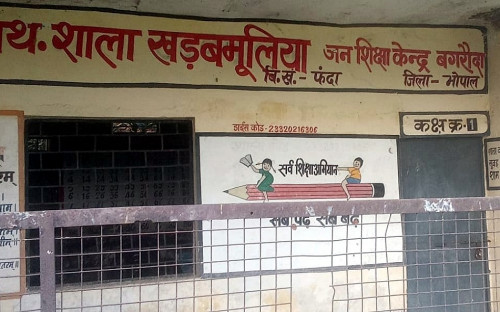 शाला खड़बमूलिया जन शिक्षा केन्द्र बगरौदा
वि.खं.- फंदा जिला- भोपाल
डाईस कोड - 23320216306
कक्ष क्र. 1
सर्व शिक्षा अभियान
सब पढ़ें सब बढ़ें